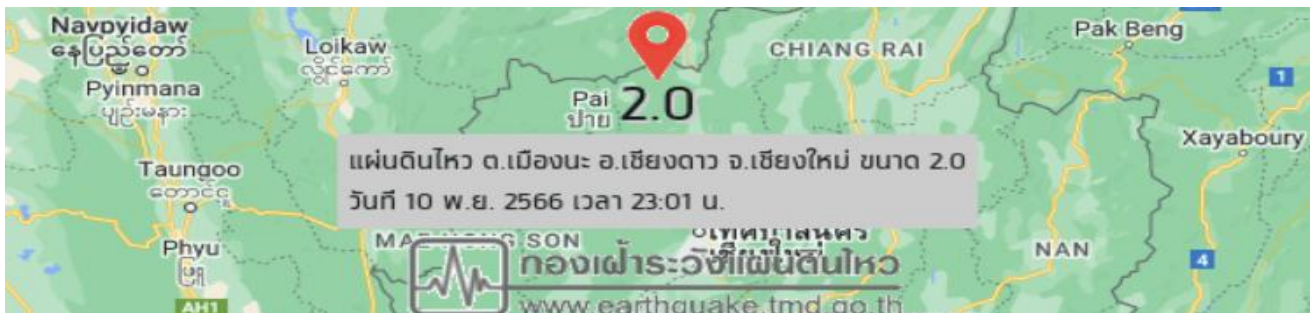 Naypyidaw
နေပြည်တော်
Pyinmana
ပျဉ်းမနား
Loikaw
လွိုင်ကော်
CHIANG RAI
Pak Beng
1
Pai
ปาย
2.0
Xayaboury
แผ่นดินไหว ต.เมืองนะ อ.เชียงดาว จ.เชียงใหม่ ขนาด 2.0
วันที่ 10 พ.ย. 2566 เวลา 23:01 น.
Taungoo
တောင်ငူ
Phyu
ဖြူ
SON
NAN
4
AH1
กองเฝ้าระวังแผ่นดินไหว
www.earthquake.tmd.go.th